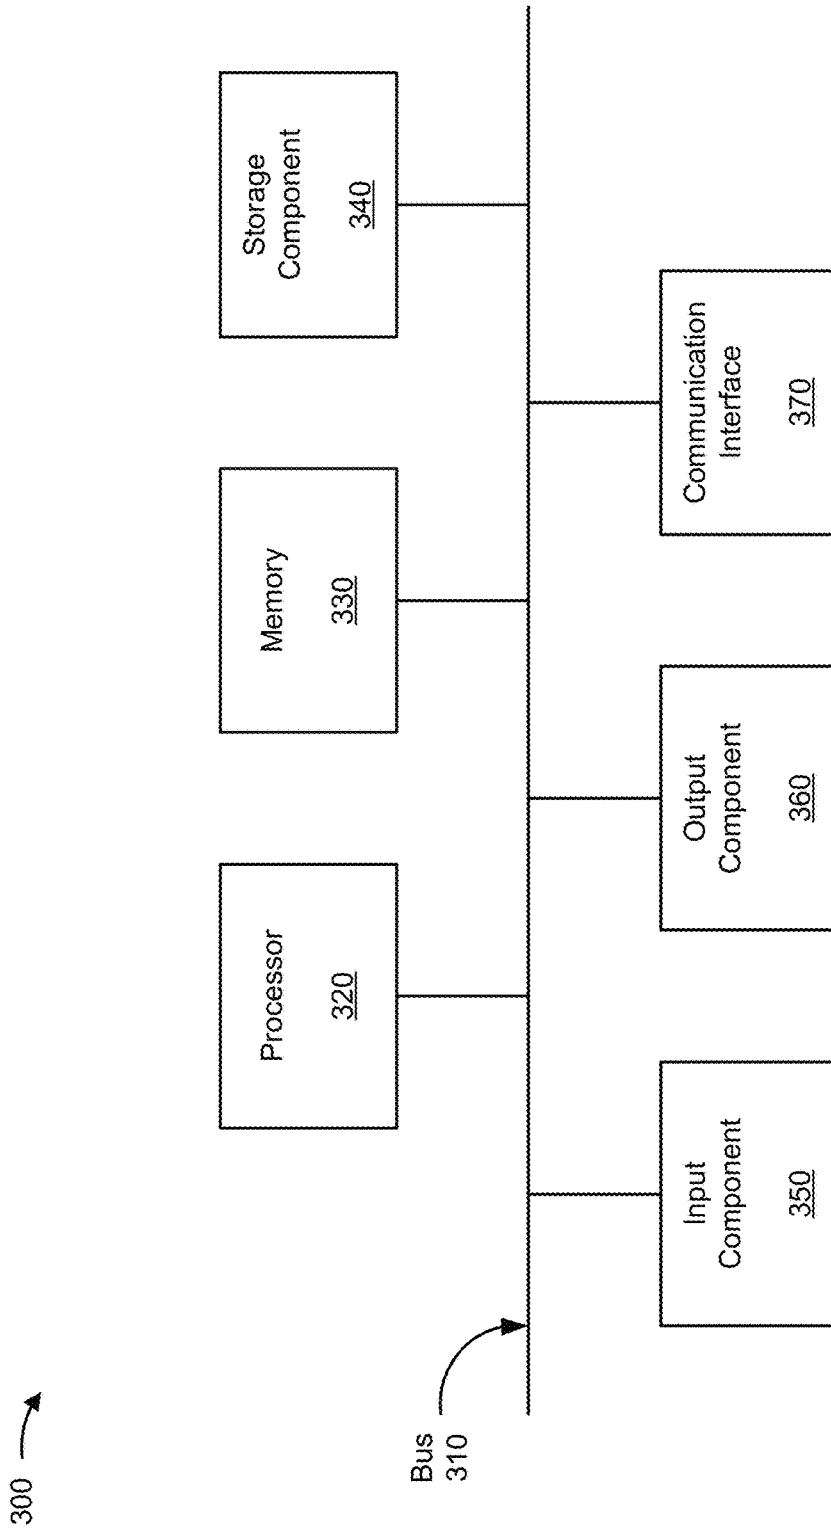 300
Processor
320
Memory
330
Storage
Component
340
Bus
310
Input
Component
350
Output
Component
360
Communication
Interface
370